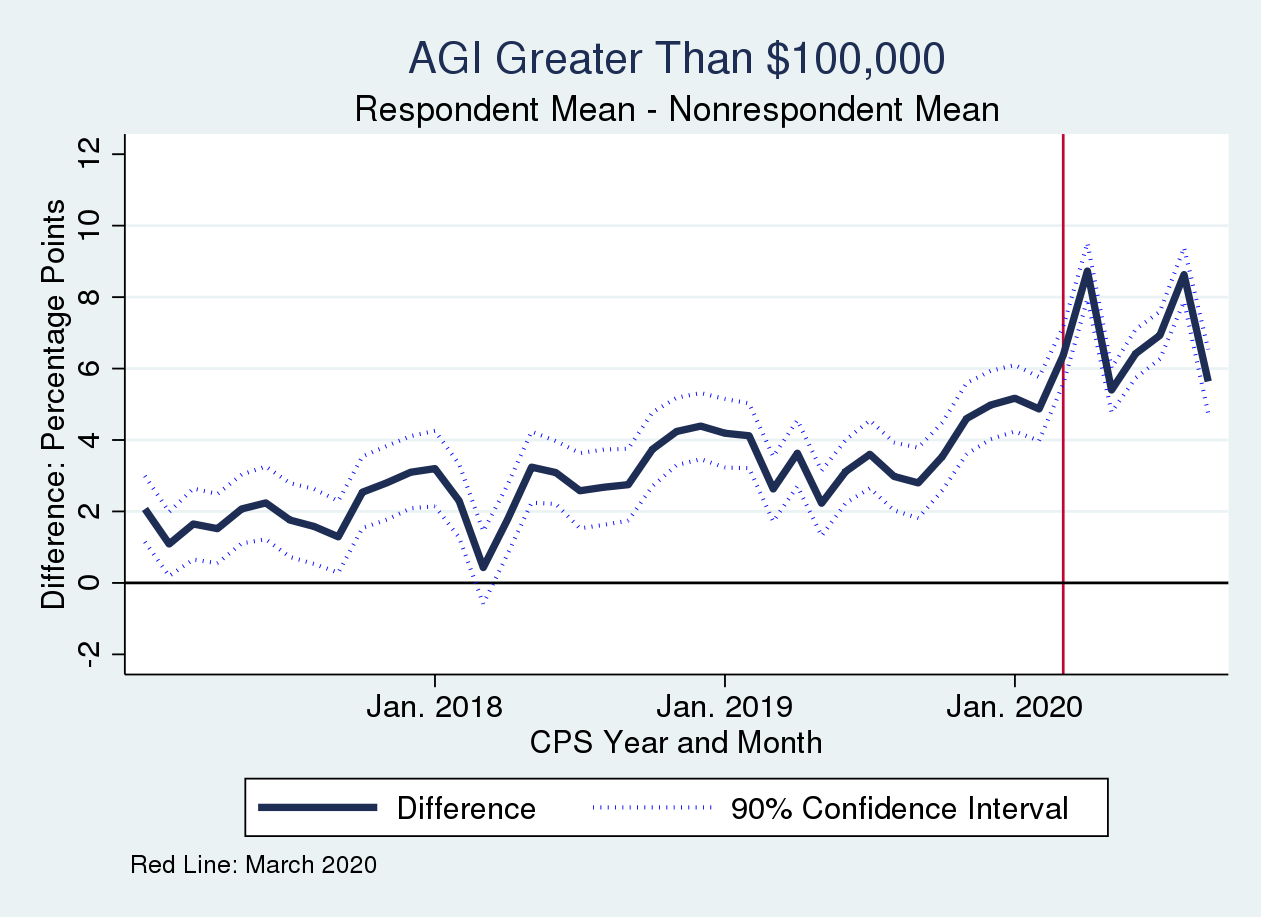 AGI Greater Than $100,000
Respondent Mean - Nonrespondent Mean
Difference: Percentage Points
12
10
8
6
4
2
0
-2
Jan. 2018 Jan. 2019 Jan. 2020
CPS Year and Month
Difference 90% Confidence Interval
Red Line: March 2020